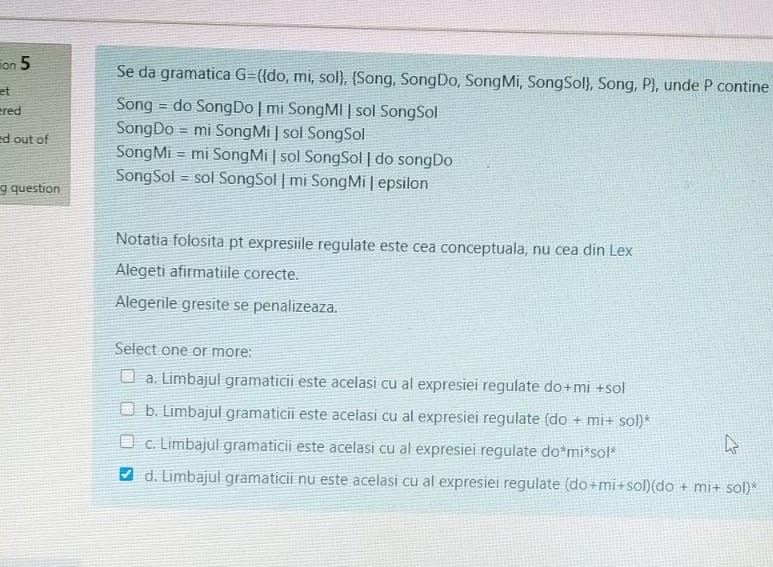 ion 5
et
ered
ed out of
g question
Se da gramatica G=({do, mi, sol}, {Song, SongDo, SongMi, SongSol}, Song, P), unde P contine
Song = do SongDo | mi SongMI | sol SongSol
SongDo = mi SongMi | sol SongSol
SongMi = mi SongMi | sol SongSol | do songDo
SongSol = sol SongSol | mi SongMi | epsilon
Notatia folosita pt expresiile regulate este cea conceptuala, nu cea din Lex
Alegeti afirmatiile corecte.
Alegerile gresite se penalizeaza.
Select one or more:
a. Limbajul gramaticii este acelasi cu al expresiei regulate do+mi +sol
b. Limbajul gramaticii este acelasi cu al expresiei regulate (do + mi+ sol)*
c. Limbajul gramaticii este acelasi cu al expresiei regulate do*mi*sol*
d. Limbajul gramaticii nu este acelasi cu al expresiei regulate (do+mi+sol)(do + mi+ sol)*